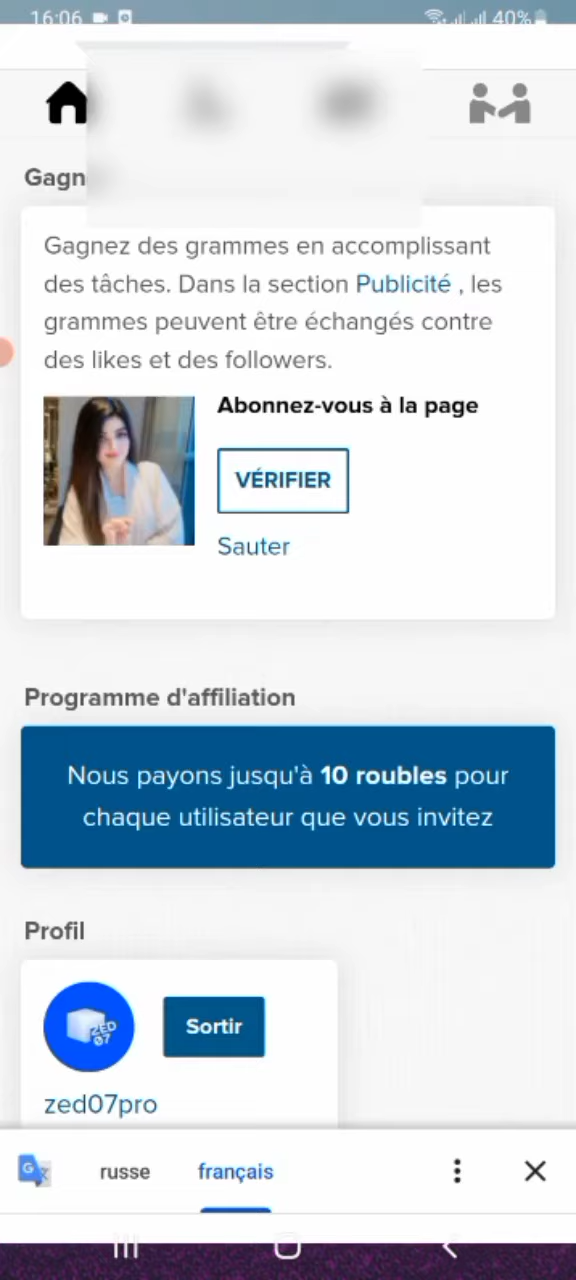 16:06
40%
Gagn
Gagnez des grammes en accomplissant
des tâches. Dans la section Publicité , les
grammes peuvent être échangés contre
des likes et des followers.
Abonnez-vous à la page
VÉRIFIER
Sauter
Programme d'affiliation
Nous payons jusqu'à 10 roubles pour
chaque utilisateur que vous invitez
Profil
ZED
07
Sortir
zed07pro
G
russe
français